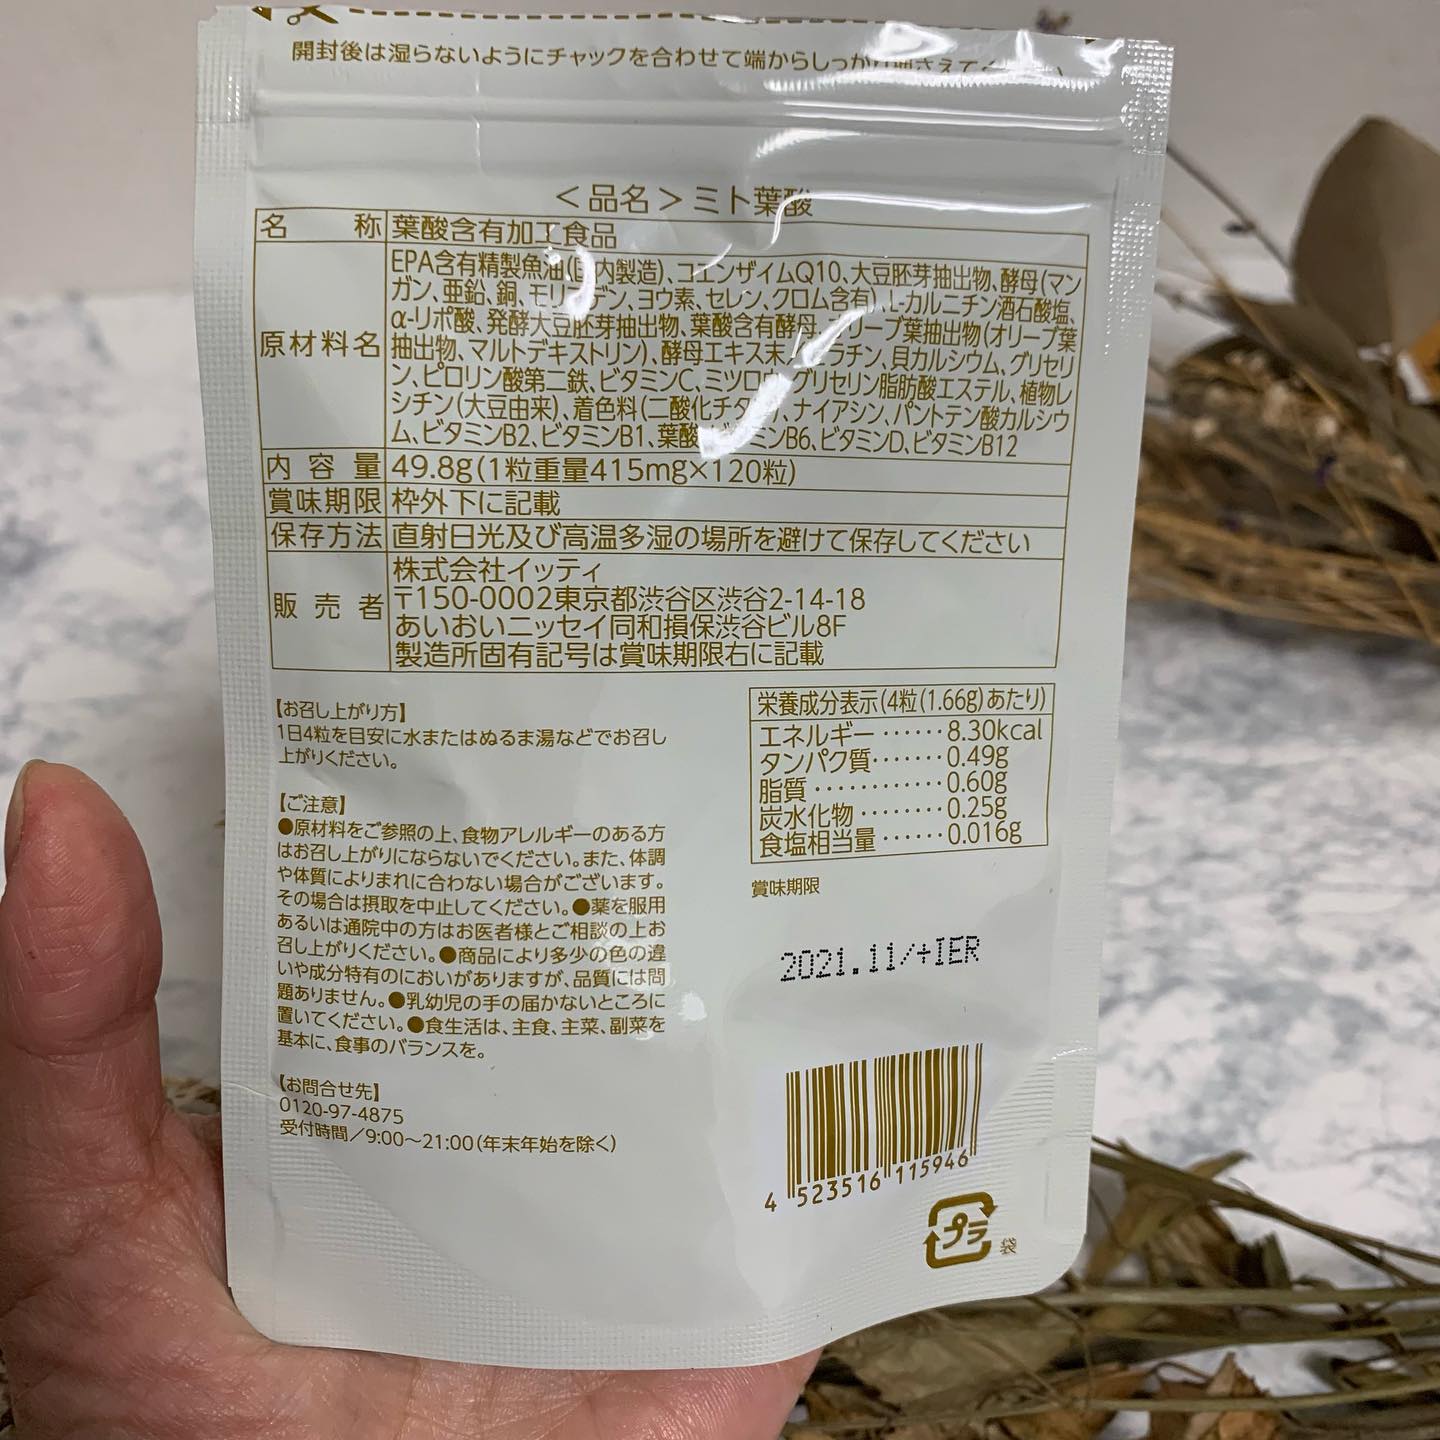 開封後は湿らないようにチャックを合わせて端からしっか
＜品名＞ミト葉酸
名 称 葉酸含有加工食品
原材料名
EPA含有精製魚油(国内製造)、コエンザイムQ10、大豆胚芽抽出物、酵母(マン
ガン、亜鉛、銅、モリブデン、ヨウ素、セレン、クロム含有)、L-カルニチン酒石酸塩、
α-リポ酸、発酵大豆胚芽抽出物、葉酸含有酵母、オリーブ葉抽出物(オリーブ葉
抽出物、マルトデキストリン)、酵母エキス末/ゼラチン、貝カルシウム、グリセリ
ン、ピロリン酸第二鉄、ビタミンC、ミツロウ、グリセリン脂肪酸エステル、植物レ
シチン(大豆由来)、着色料(二酸化チタン)、ナイアシン、パントテン酸カルシウ
ム、ビタミンB2、ビタミンB1、葉酸、ビタミンB6、ビタミンD、ビタミンB12
内容量 49.8g(1粒重量415mg×120粒)
賞味期限 枠外下に記載
保存方法 直射日光及び高温多湿の場所を避けて保存してください
販売者
株式会社イッティ
〒150-0002東京都渋谷区渋谷2-14-18
あいおいニッセイ同和損保渋谷ビル8F
製造所固有記号は賞味期限右に記載
【お召し上がり方】
1日4粒を目安に水またはぬるま湯などでお召し
上がりください。
【ご注意】
●原材料をご参照の上、食物アレルギーのある方
はお召し上がりにならないでください。また、体調
や体質によりまれに合わない場合がございます。
その場合は摂取を中止してください。●薬を服用
あるいは通院中の方はお医者様とご相談の上お
召し上がりください。●商品により多少の色の違
いや成分特有のにおいがありますが、品質には問
題ありません。●乳幼児の手の届かないところに
置いてください。●食生活は、主食、主菜、副菜を
基本に、食事のバランスを。
【お問合せ先】
0120-97-4875
受付時間／9:00〜21:00(年末年始を除く)
栄養成分表示(4粒(1.66g)あたり)
エネルギー……8.30kcal
タンパク質……0.49g
脂質…………0.60g
炭水化物……0.25g
食塩相当量……0.016g
賞味期限
2021.11/+IER
4 523516 115946
プラ
袋